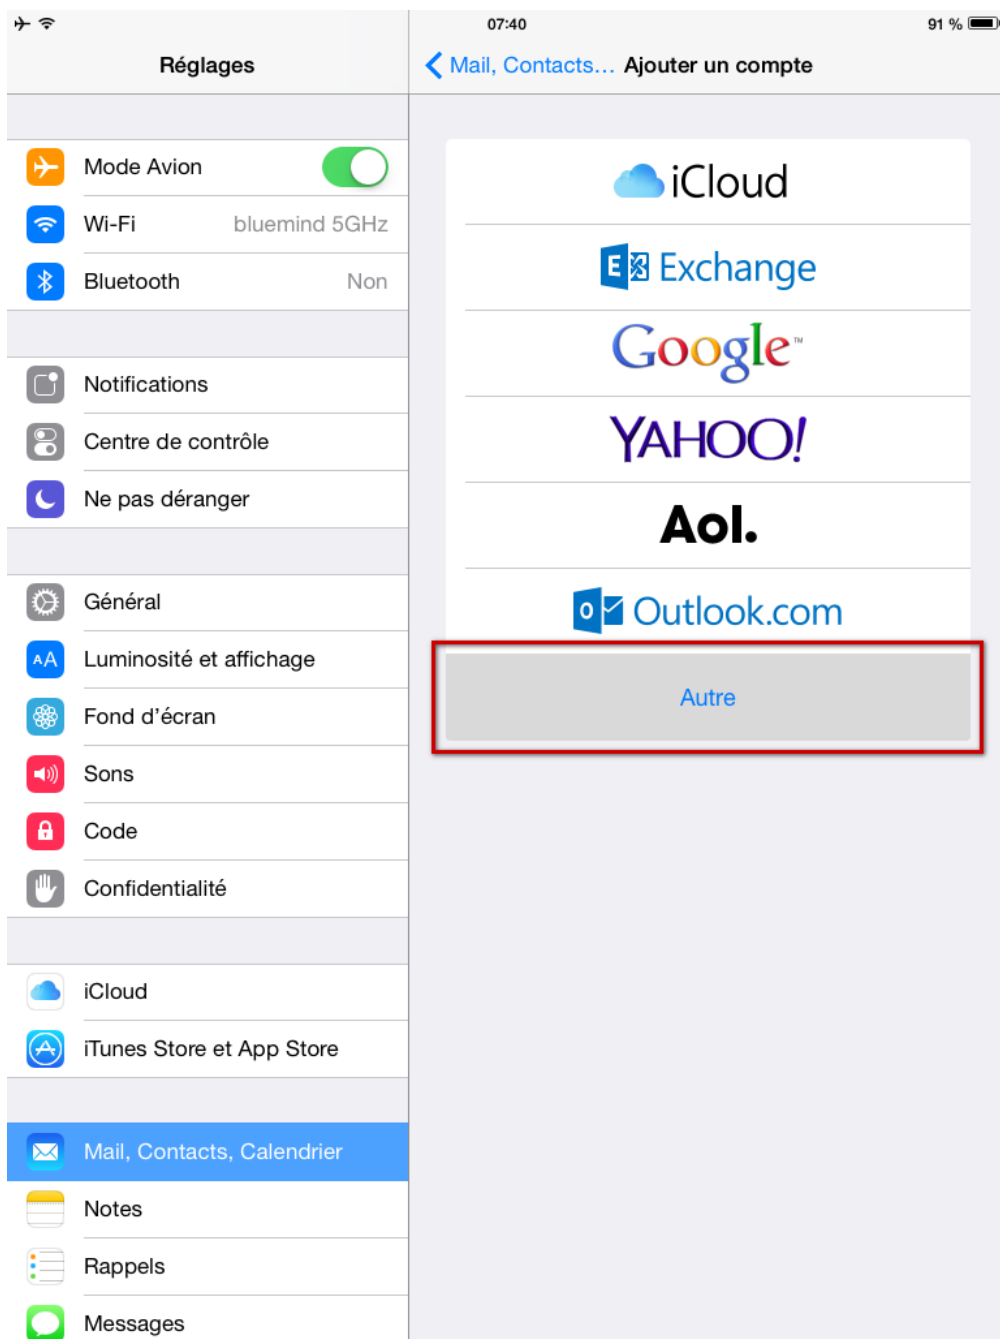 07:40
91 %
Réglages
Mail, Contacts... Ajouter un compte
Mode Avion
Wi-Fi bluemind 5GHz
Bluetooth Non
Notifications
Centre de contrôle
Ne pas déranger
Général
AA Luminosité et affichage
Fond d’écran
Sons
Code
Confidentialité
iCloud
iTunes Store et App Store
Mail, Contacts, Calendrier
Notes
Rappels
Messages
iCloud
E Exchange
Google™
YAHOO!
Aol.
o Outlook.com
Autre